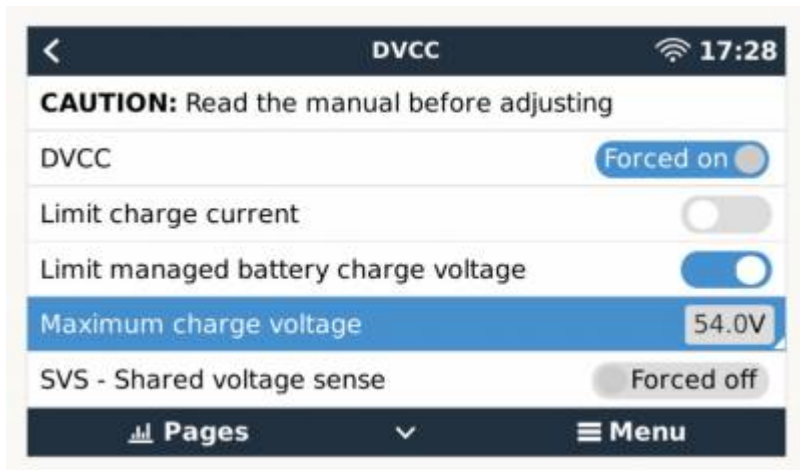 DVCC 17:28
CAUTION: Read the manual before adjusting
DVCC Forced on
Limit charge current
Limit managed battery charge voltage
Maximum charge voltage 54.0V
SVS - Shared voltage sense Forced off
Pages Menu